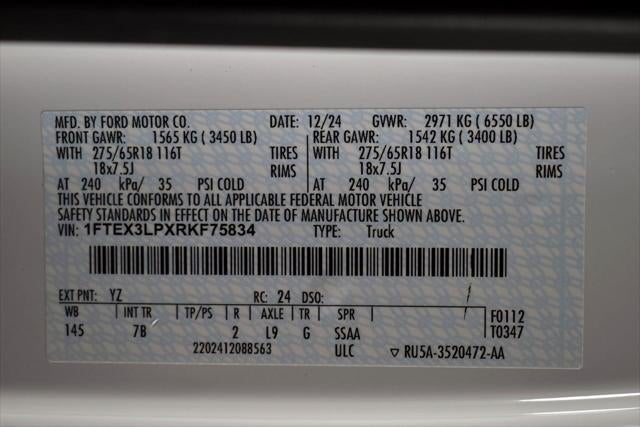 MFD. BY FORD MOTOR CO. DATE: 12/24 GVWR: 2971 KG ( 6550 LB)
FRONT GAWR: 1565 KG ( 3450 LB) REAR GAWR: 1542 KG ( 3400 LB)
WITH 275/65R18 116T TIRES WITH 275/65R18 116T TIRES
18x7.5J RIMS 18x7.5J RIMS
AT 240 kPa/ 35 PSI COLD AT 240 kPa/ 35 PSI COLD
THIS VEHICLE CONFORMS TO ALL APPLICABLE FEDERAL MOTOR VEHICLE
SAFETY STANDARDS IN EFFECT ON THE DATE OF MANUFACTURE SHOWN ABOVE.
VIN: 1FTEX3LPXRKF75834 TYPE: Truck
EXT PNT: YZ RC: 24 DSO:
WB INT TR TP/PS R AXLE TR SPR F0112
145 7B 2 L9 G SSAA T0347
2202412088563 ULC RU5A-3520472-AA